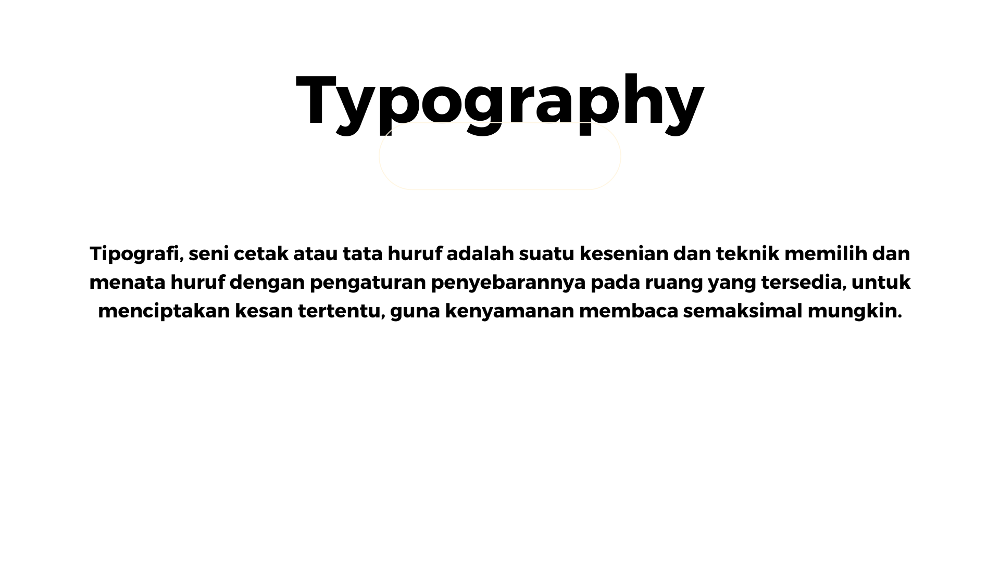 Typography
Tipografi, seni cetak atau tata huruf adalah suatu kesenian dan teknik memilih dan
menata huruf dengan pengaturan penyebarannya pada ruang yang tersedia, untuk
menciptakan kesan tertentu, guna kenyamanan membaca semaksimal mungkin.